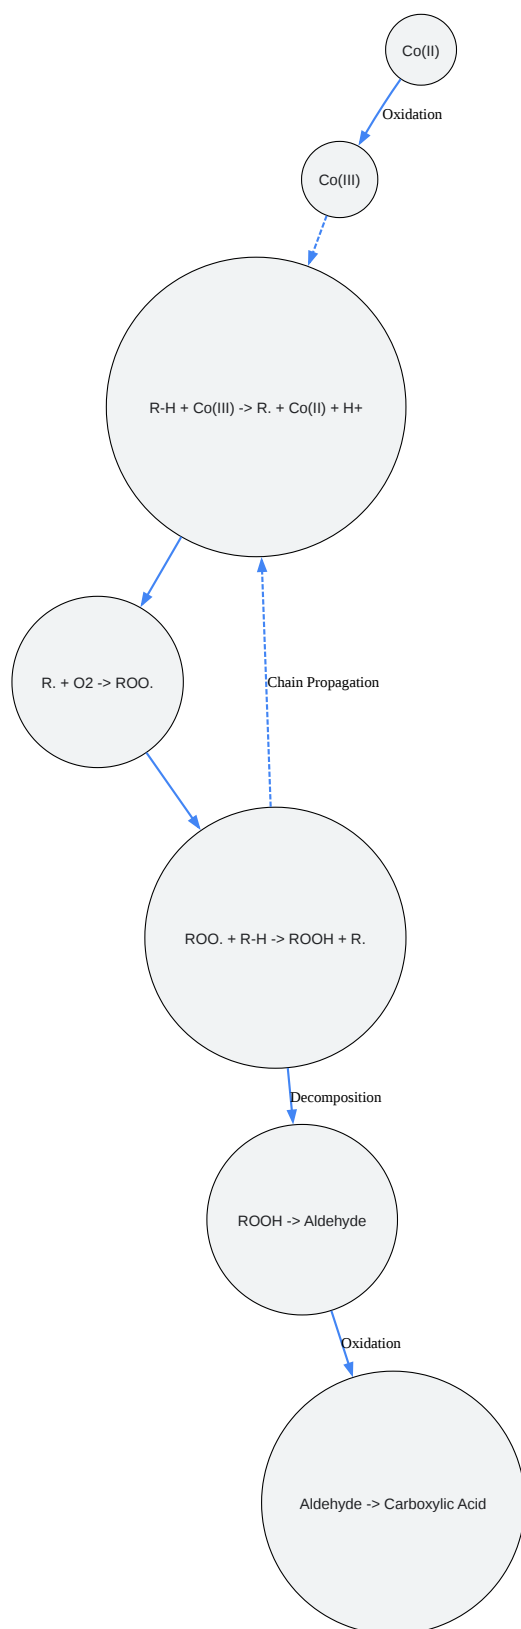 Co(II)
Oxidation
Co(III)
R-H + Co(III) -> R. + Co(II) + H+
R. + O2 -> ROO.
Chain Propagation
ROO. + R-H -> ROOH + R.
Decomposition
ROOH -> Aldehyde
Oxidation
Aldehyde -> Carboxylic Acid